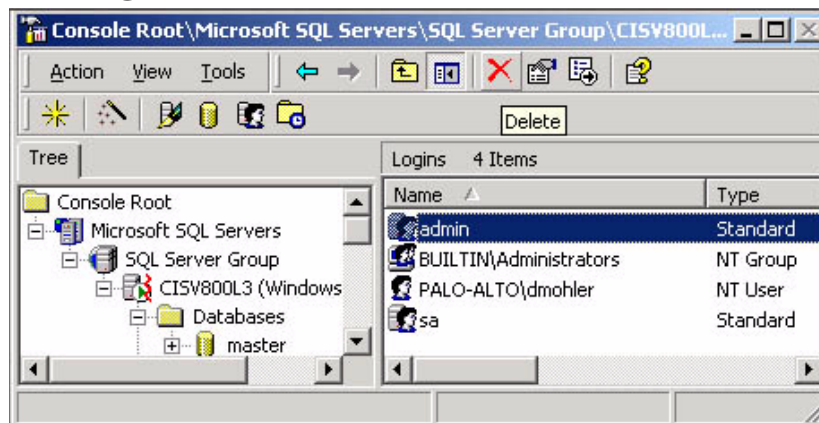 Console Root\Microsoft SQL Servers\SQL Server Group\CISV800L...
Action View Tools
Delete
Tree
Logins 4 Items
Console Root
Microsoft SQL Servers
SQL Server Group
CISV800L3 (Windows
Databases
master
Name Type
admin Standard
BUILTIN\Administrators NT Group
PALO-ALTO\dmohler NT User
sa Standard